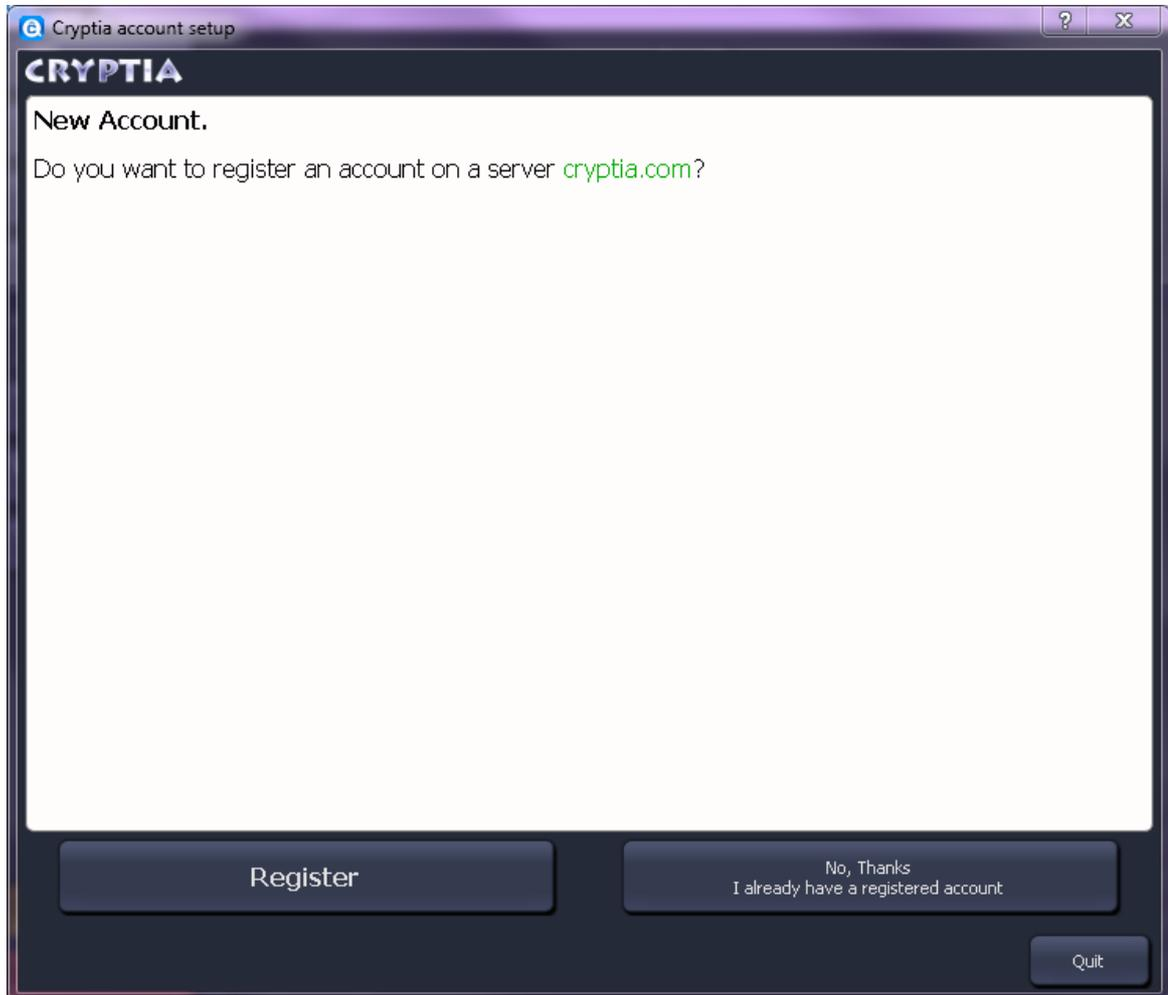 Cryptia account setup
CRYPTIA
New Account.
Do you want to register an account on a server cryptia.com?
Register
No, Thanks
I already have a registered account
Quit